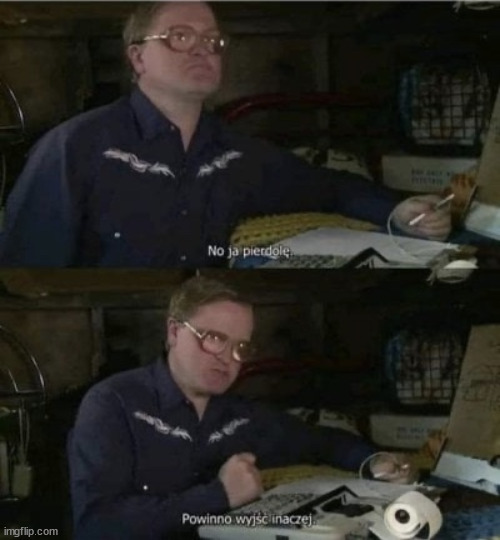 No ja pierdolę.
Powinno wyjść inaczej.
imgflip.com